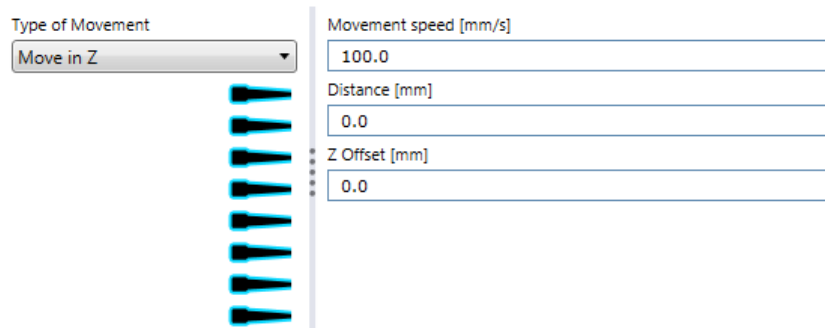 Type of Movement
Move in Z
Movement speed [mm/s]
100.0
Distance [mm]
0.0
Z Offset [mm]
0.0